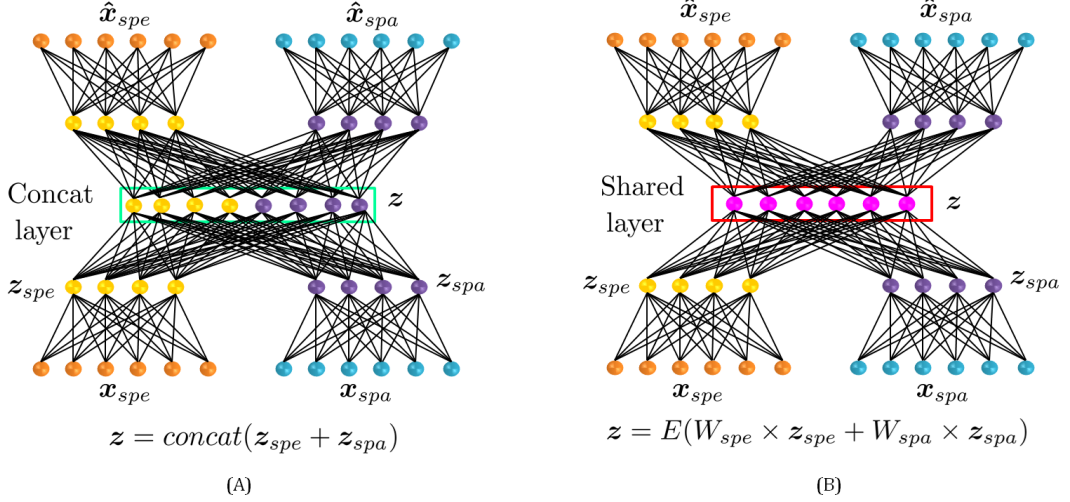 x̂_spe x̂_spa
Concat layer
z
z_spe z_spa
x_spe x_spa
z = concat(z_spe + z_spa)
(A)
x̂_spe x̂_spa
Shared layer
z
z_spe z_spa
x_spe x_spa
z = E(W_spe × z_spe + W_spa × z_spa)
(B)